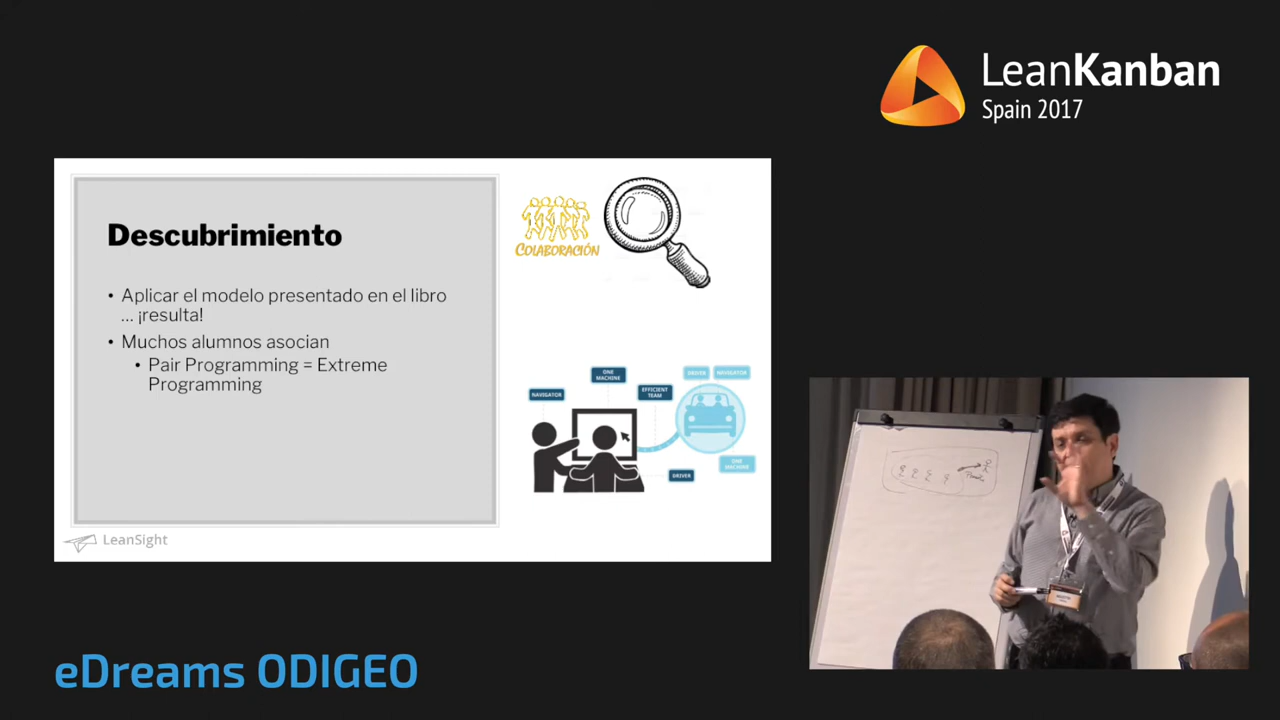 LeanKanban
Spain 2017
Descubrimiento
• Aplicar el modelo presentado en el libro
... ¡resulta!
• Muchos alumnos asocian
• Pair Programming = Extreme
Programming
LeanSight
COLABORACIÓN
NAVIGATOR
ONE
MACHINE
EFFICIENT
TEAM
DRIVER
NAVIGATOR
ONE
MACHINE
DRIVER
eDreams ODIGEO